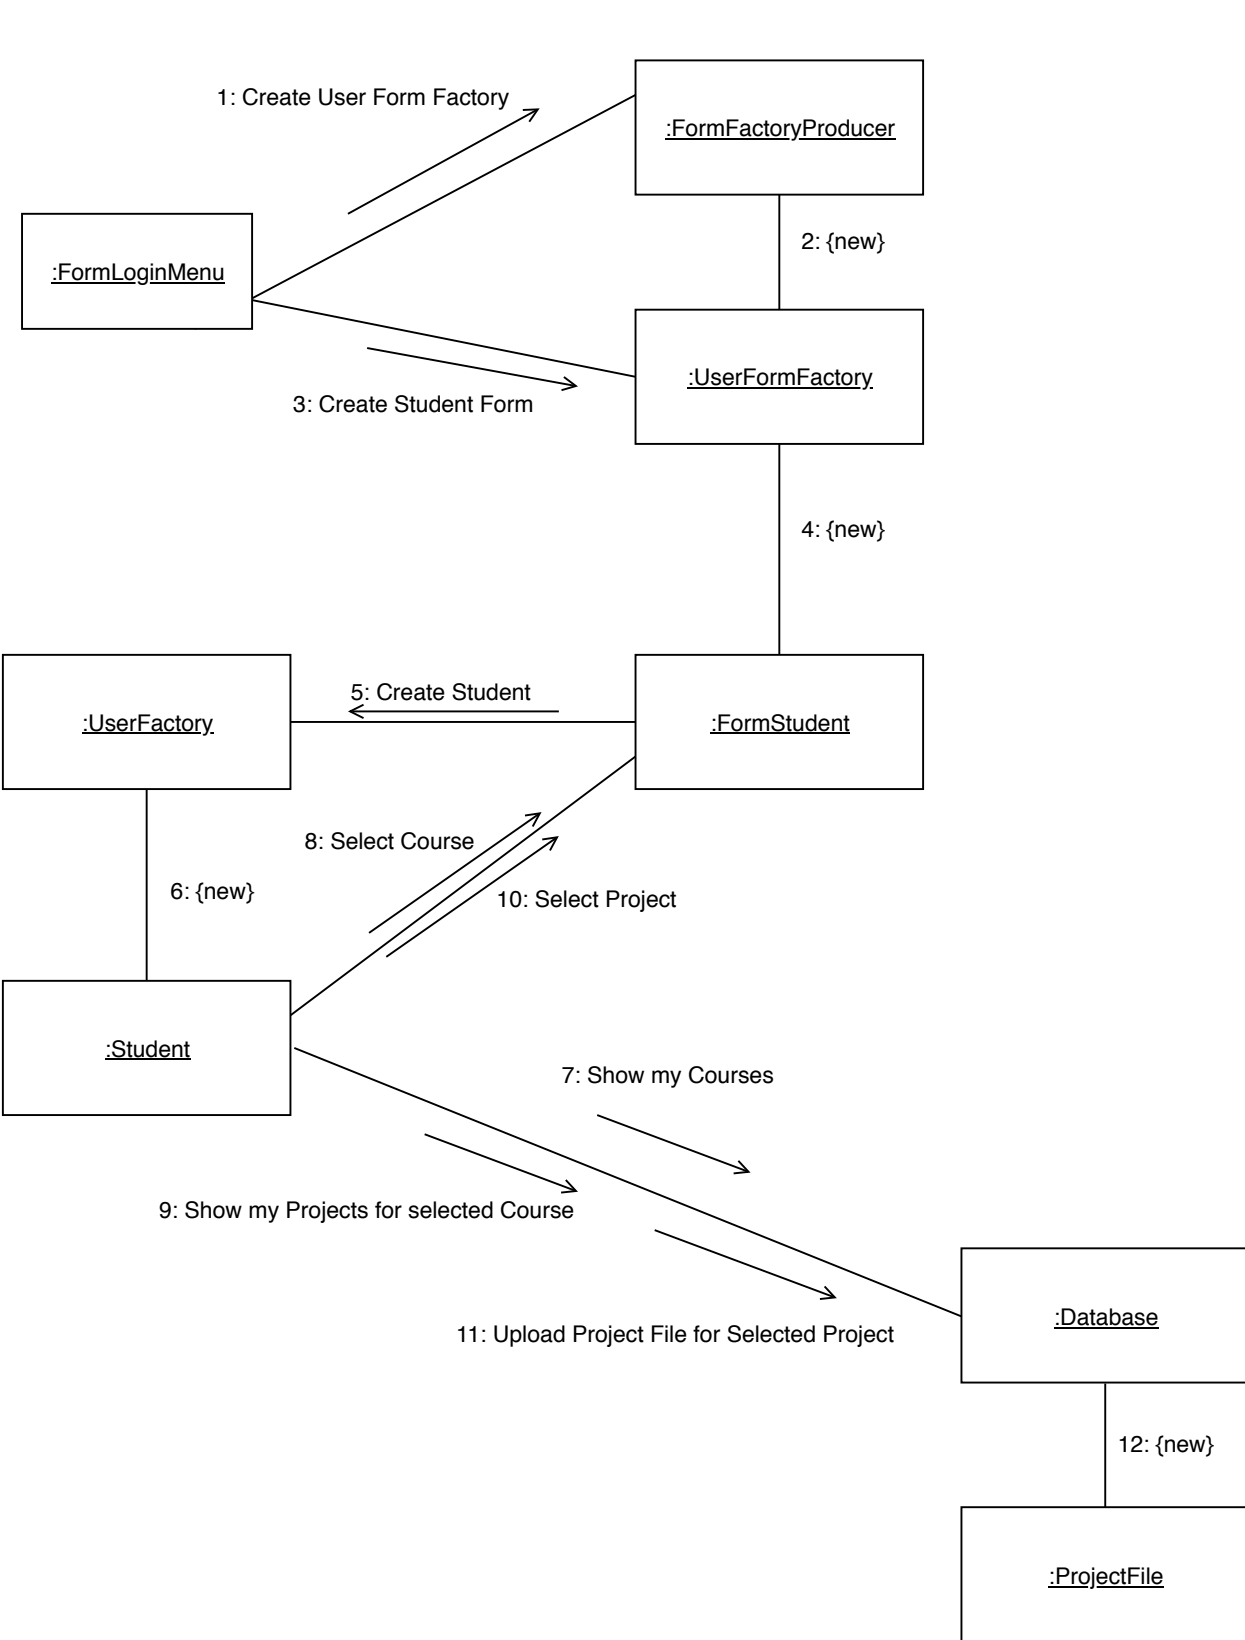 1: Create User Form Factory
:FormFactoryProducer
2: {new}
:FormLoginMenu
:UserFormFactory
3: Create Student Form
4: {new}
5: Create Student
:UserFactory
:FormStudent
8: Select Course
6: {new}
10: Select Project
:Student
7: Show my Courses
9: Show my Projects for selected Course
:Database
11: Upload Project File for Selected Project
12: {new}
:ProjectFile